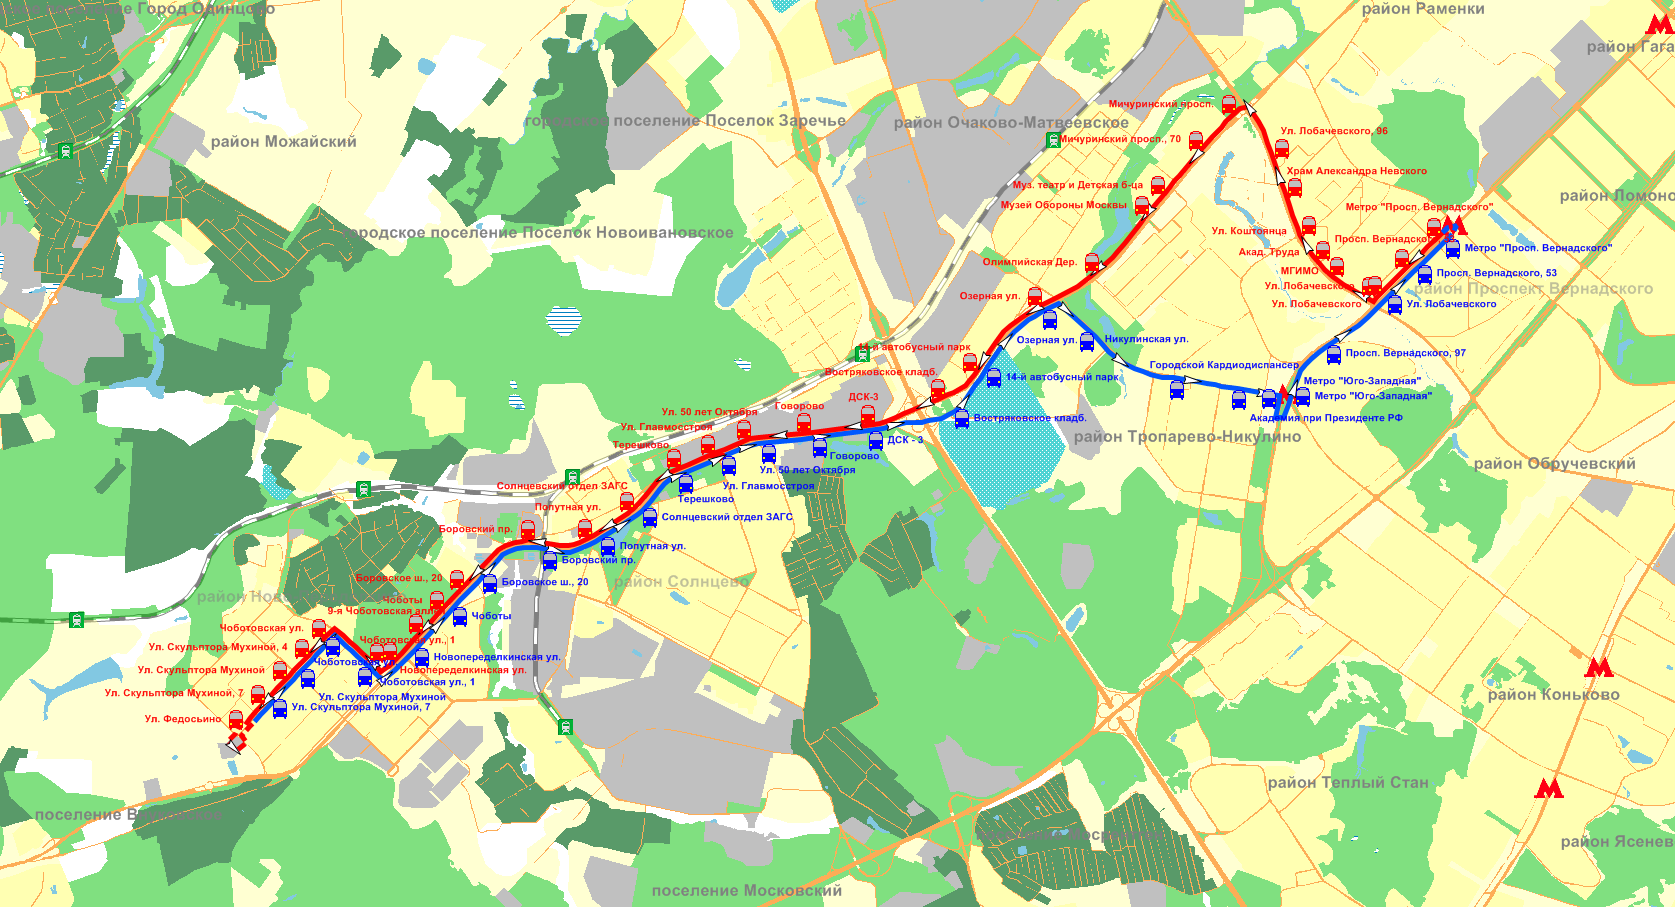 Город Одинцово
район Раменки
район Можайский
городское поселение Поселок Заречье
район Очаково-Матвеевское
Мичуринский просп.
Мичуринский просп., 70
Ул. Лобачевского, 96
Храм Александра Невского
Муз. театр и Детская б-ца
Музей Обороны Москвы
Метро "Просп. Вернадского"
городское поселение Поселок Новоивановское
Ул. Коштоянца
Просп. Вернадского,
Метро "Просп. Вернадского"
Акад. Труда
Олимпийская Дер.
МГИМО
Просп. Вернадского, 53
Ул. Лобачевского
район Проспект Вернадского
Озерная ул.
Ул. Лобачевского
Ул. Лобачевского
Озерная ул.
Никулинская ул.
14-й автобусный парк
Просп. Вернадского, 97
Городской Кардиодиспансер
Востряковское кладб.
14-й автобусный парк
Метро "Юго-Западная"
ДСК-3
Метро "Юго-Западная"
Говорово
Ул. 50 лет Октября
Востряковское кладб.
Академия при Президенте РФ
Ул. Главмосстроя
район Тропарево-Никулино
ДСК - 3
Терешково
Говорово
район Обручевский
Ул. 50 лет Октября
Солнцевский отдел ЗАГС
Ул. Главмосстроя
Терешково
Попутная ул.
Солнцевский отдел ЗАГС
Боровский пр.
Попутная ул.
Боровский пр.
Боровское ш., 20
Боровское ш., 20
район Солнцево
Чоботы
9-я Чоботовская алл.
Чоботы
Чоботовская ул.
Чоботовская ул., 1
Ул. Скульптора Мухиной, 4
Новопеределкинская ул.
Чоботовская ул.
Ул. Скульптора Мухиной
Новопеределкинская ул.
Чоботовская ул., 1
Ул. Скульптора Мухиной, 7
Ул. Скульптора Мухиной
район Коньково
Ул. Скульптора Мухиной, 7
Ул. Федосьино
район Теплый Стан
поселение
поселение Московский